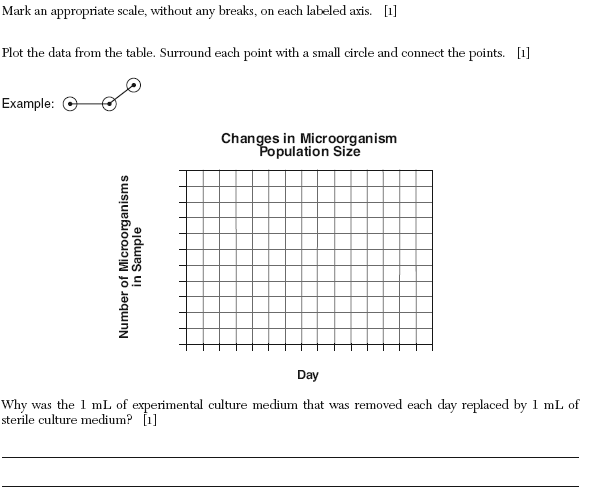 Mark an appropriate scale, without any breaks, on each labeled axis. [1]
Plot the data from the table. Surround each point with a small circle and connect the points. [1]
Example:
Changes in Microorganism
Population Size
Number of Microorganisms
in Sample
Day
Why was the 1 mL of experimental culture medium that was removed each day replaced by 1 mL of
sterile culture medium? [1]